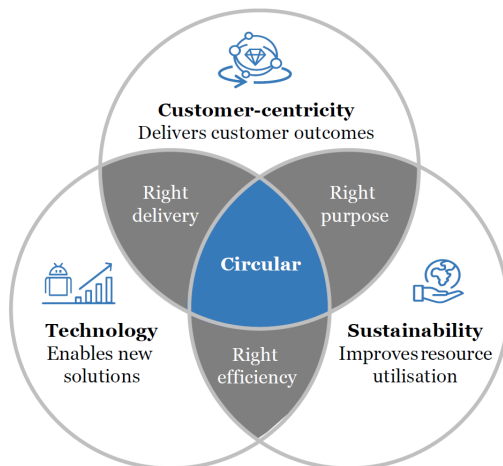 Customer-centricity
Delivers customer outcomes
Right
delivery
Right
purpose
Circular
Technology
Enables new
solutions
Sustainability
Improves resource
utilisation
Right
efficiency